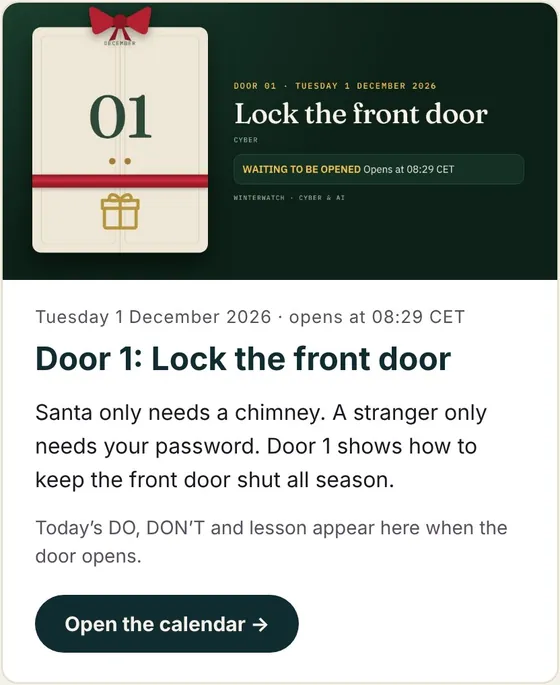 DECEMBER
01
DOOR 01 · TUESDAY 1 DECEMBER 2026
Lock the front door
CYBER
WAITING TO BE OPENED Opens at 08:29 CET
WINTERWATCH · CYBER & AI
Tuesday 1 December 2026 · opens at 08:29 CET
Door 1: Lock the front door
Santa only needs a chimney. A stranger only
needs your password. Door 1 shows how to
keep the front door shut all season.
Today’s DO, DON’T and lesson appear here when the
door opens.
Open the calendar →